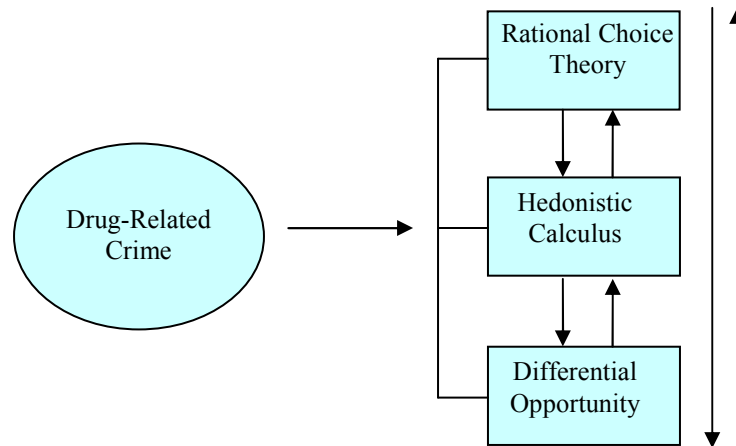 Rational Choice
Theory
Drug-Related
Crime
Hedonistic
Calculus
Differential
Opportunity